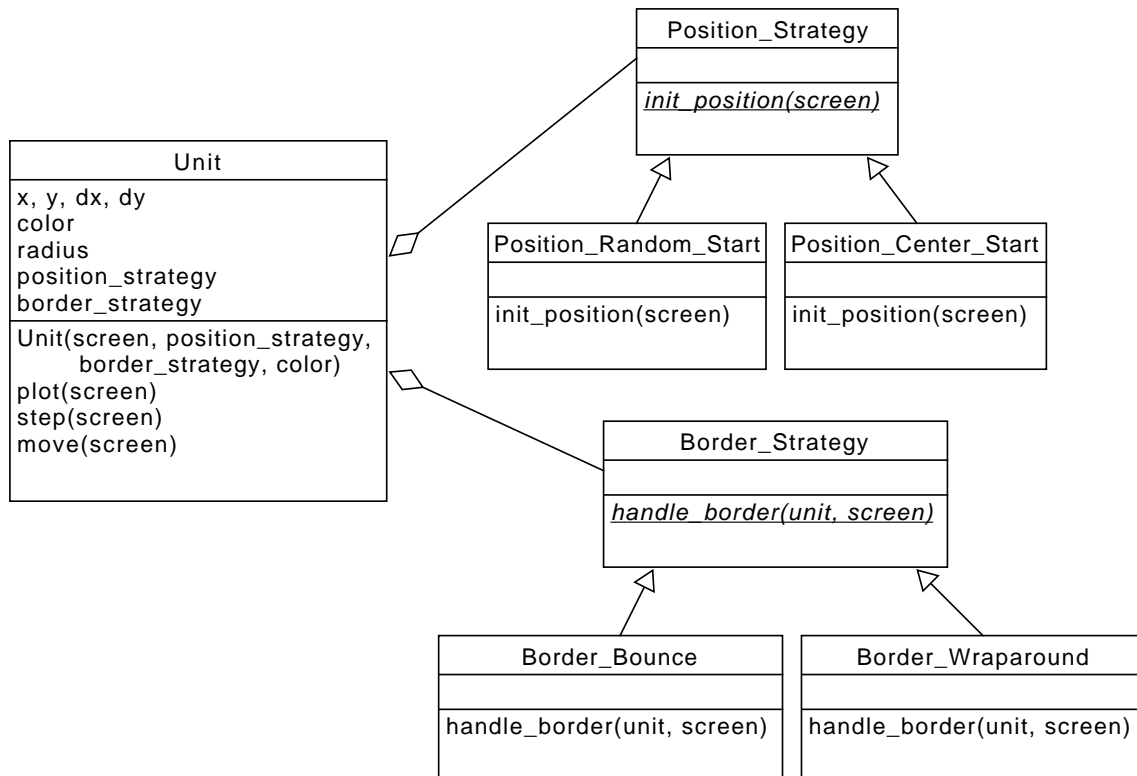 Position_Strategy
init_position(screen)
Unit
x, y, dx, dy
color
radius
position_strategy
border_strategy
Unit(screen, position_strategy,
border_strategy, color)
plot(screen)
step(screen)
move(screen)
Position_Random_Start
init_position(screen)
Position_Center_Start
init_position(screen)
Border_Strategy
handle_border(unit, screen)
Border_Bounce
handle_border(unit, screen)
Border_Wraparound
handle_border(unit, screen)